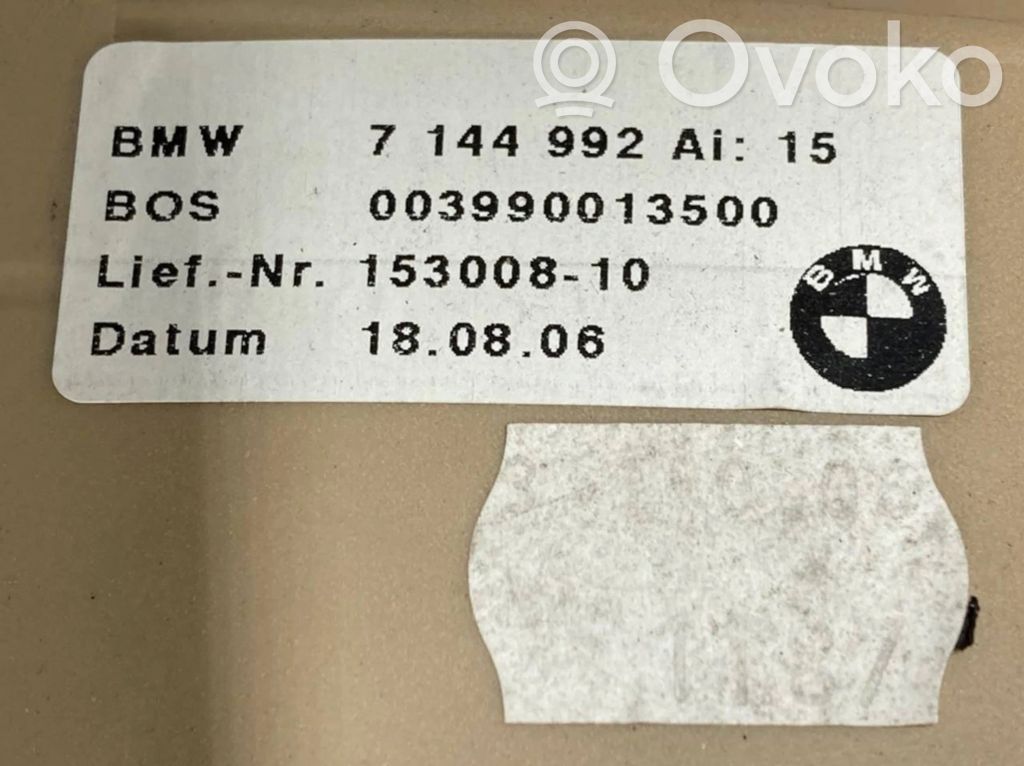 Ovoko
BMW 7 144 992 Ai: 15
BOS 003990013500
Lief.-Nr. 153008-10
Datum 18.08.06
BMW